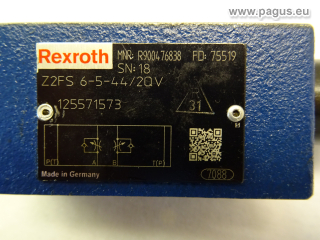 www.pagus.eu
Rexroth
MNR: R900476838 FD: 75519
SN: 18
Z2FS 6-5-44/2QV
125571573
31
P(T) A B T(P)
Made in Germany
7088